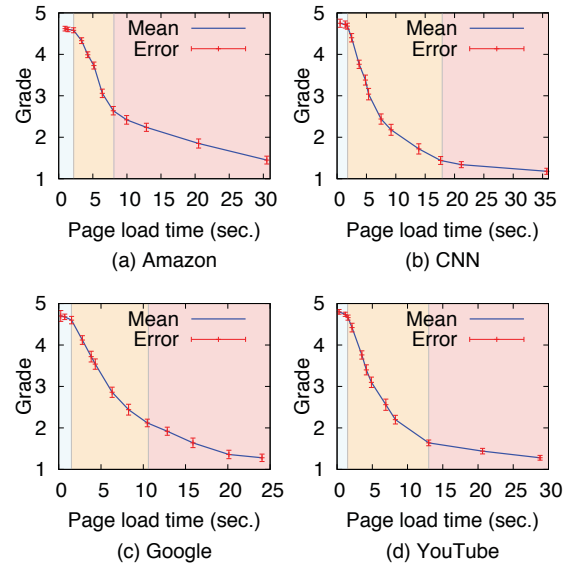 5
4
3
2
1
Grade
Mean
Error
0 5 10 15 20 25 30
Page load time (sec.)
(a) Amazon
5
4
3
2
1
Grade
Mean
Error
0 5 10 15 20 25 30 35
Page load time (sec.)
(b) CNN
5
4
3
2
1
Grade
Mean
Error
0 5 10 15 20 25
Page load time (sec.)
(c) Google
5
4
3
2
1
Grade
Mean
Error
0 5 10 15 20 25 30
Page load time (sec.)
(d) YouTube